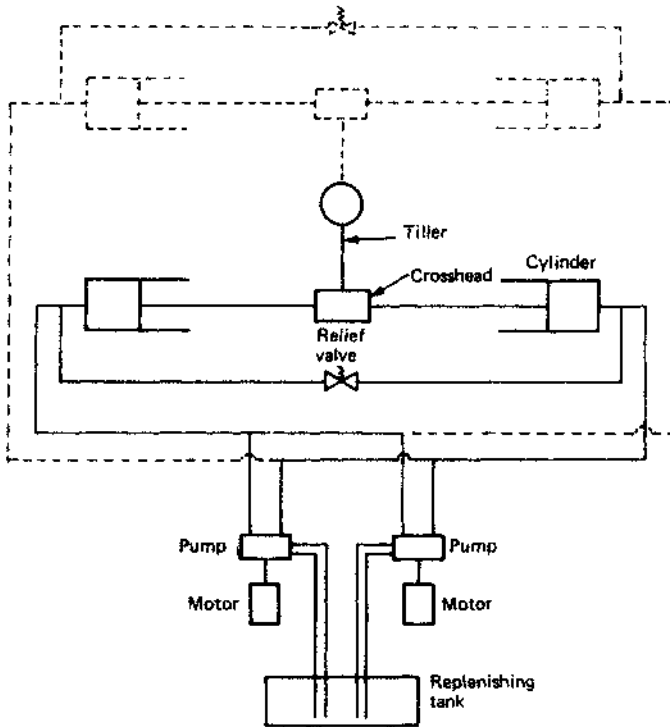 Tiller
Crosshead
Cylinder
Relief
valve
Pump
Pump
Motor
Motor
Replenishing
tank